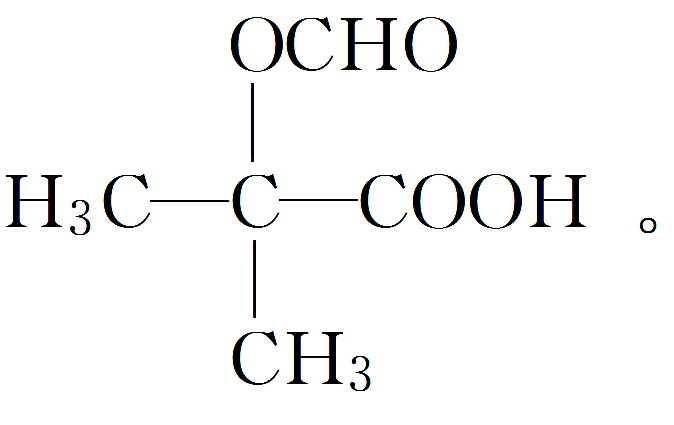 OCHO
H₃C—C—COOH 。
CH₃